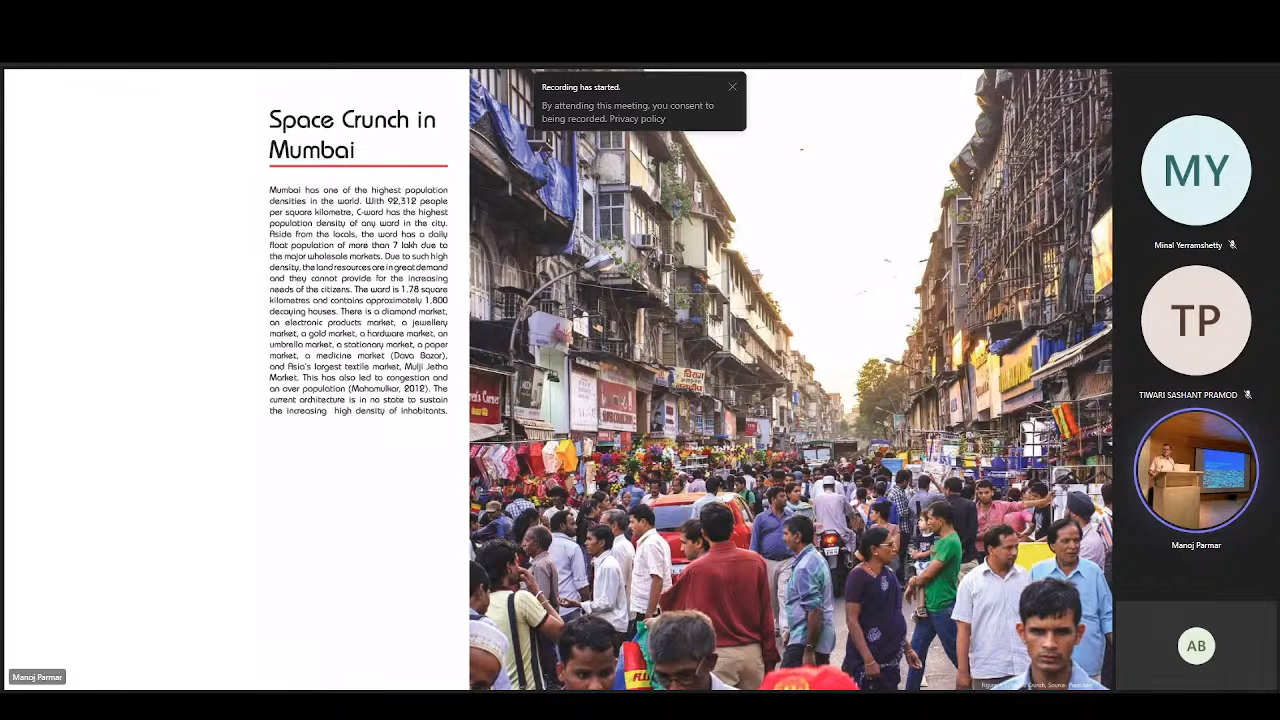 Space Crunch in
Mumbai
Mumbai has one of the highest population
densities in the world. With 92,312 people
per square kilometre, C-ward has the highest
population density of any ward in the city.
Aside from the locals, the ward has a daily
float population of more than 7 lakh due to
the major wholesale markets. Due to such high
density, the land resources are in great demand
and they cannot provide for the increasing
needs of the citizens. The ward is 1.78 square
kilometres and contains approximately 1,800
decaying houses. There is a diamond market,
an electronic products market, a jewellery
market, a gold market, a hardware market, an
umbrella market, a stationary market, a paper
market, a medicine market (Dava Bazar),
and Asia's largest textile market, Mulji Jetha
Market. This has also led to congestion and
an over population (Mahamulkar, 2012). The
current architecture is in no state to sustain
the increasing high density of inhabitants.
Recording has started.
By attending this meeting, you consent to
being recorded. Privacy policy
Crunch, Source:
MY
Minal Yerramshetty
TP
TIWARI SASHANT PRAMOD
Manoj Parmar
AB
Manoj Parmar